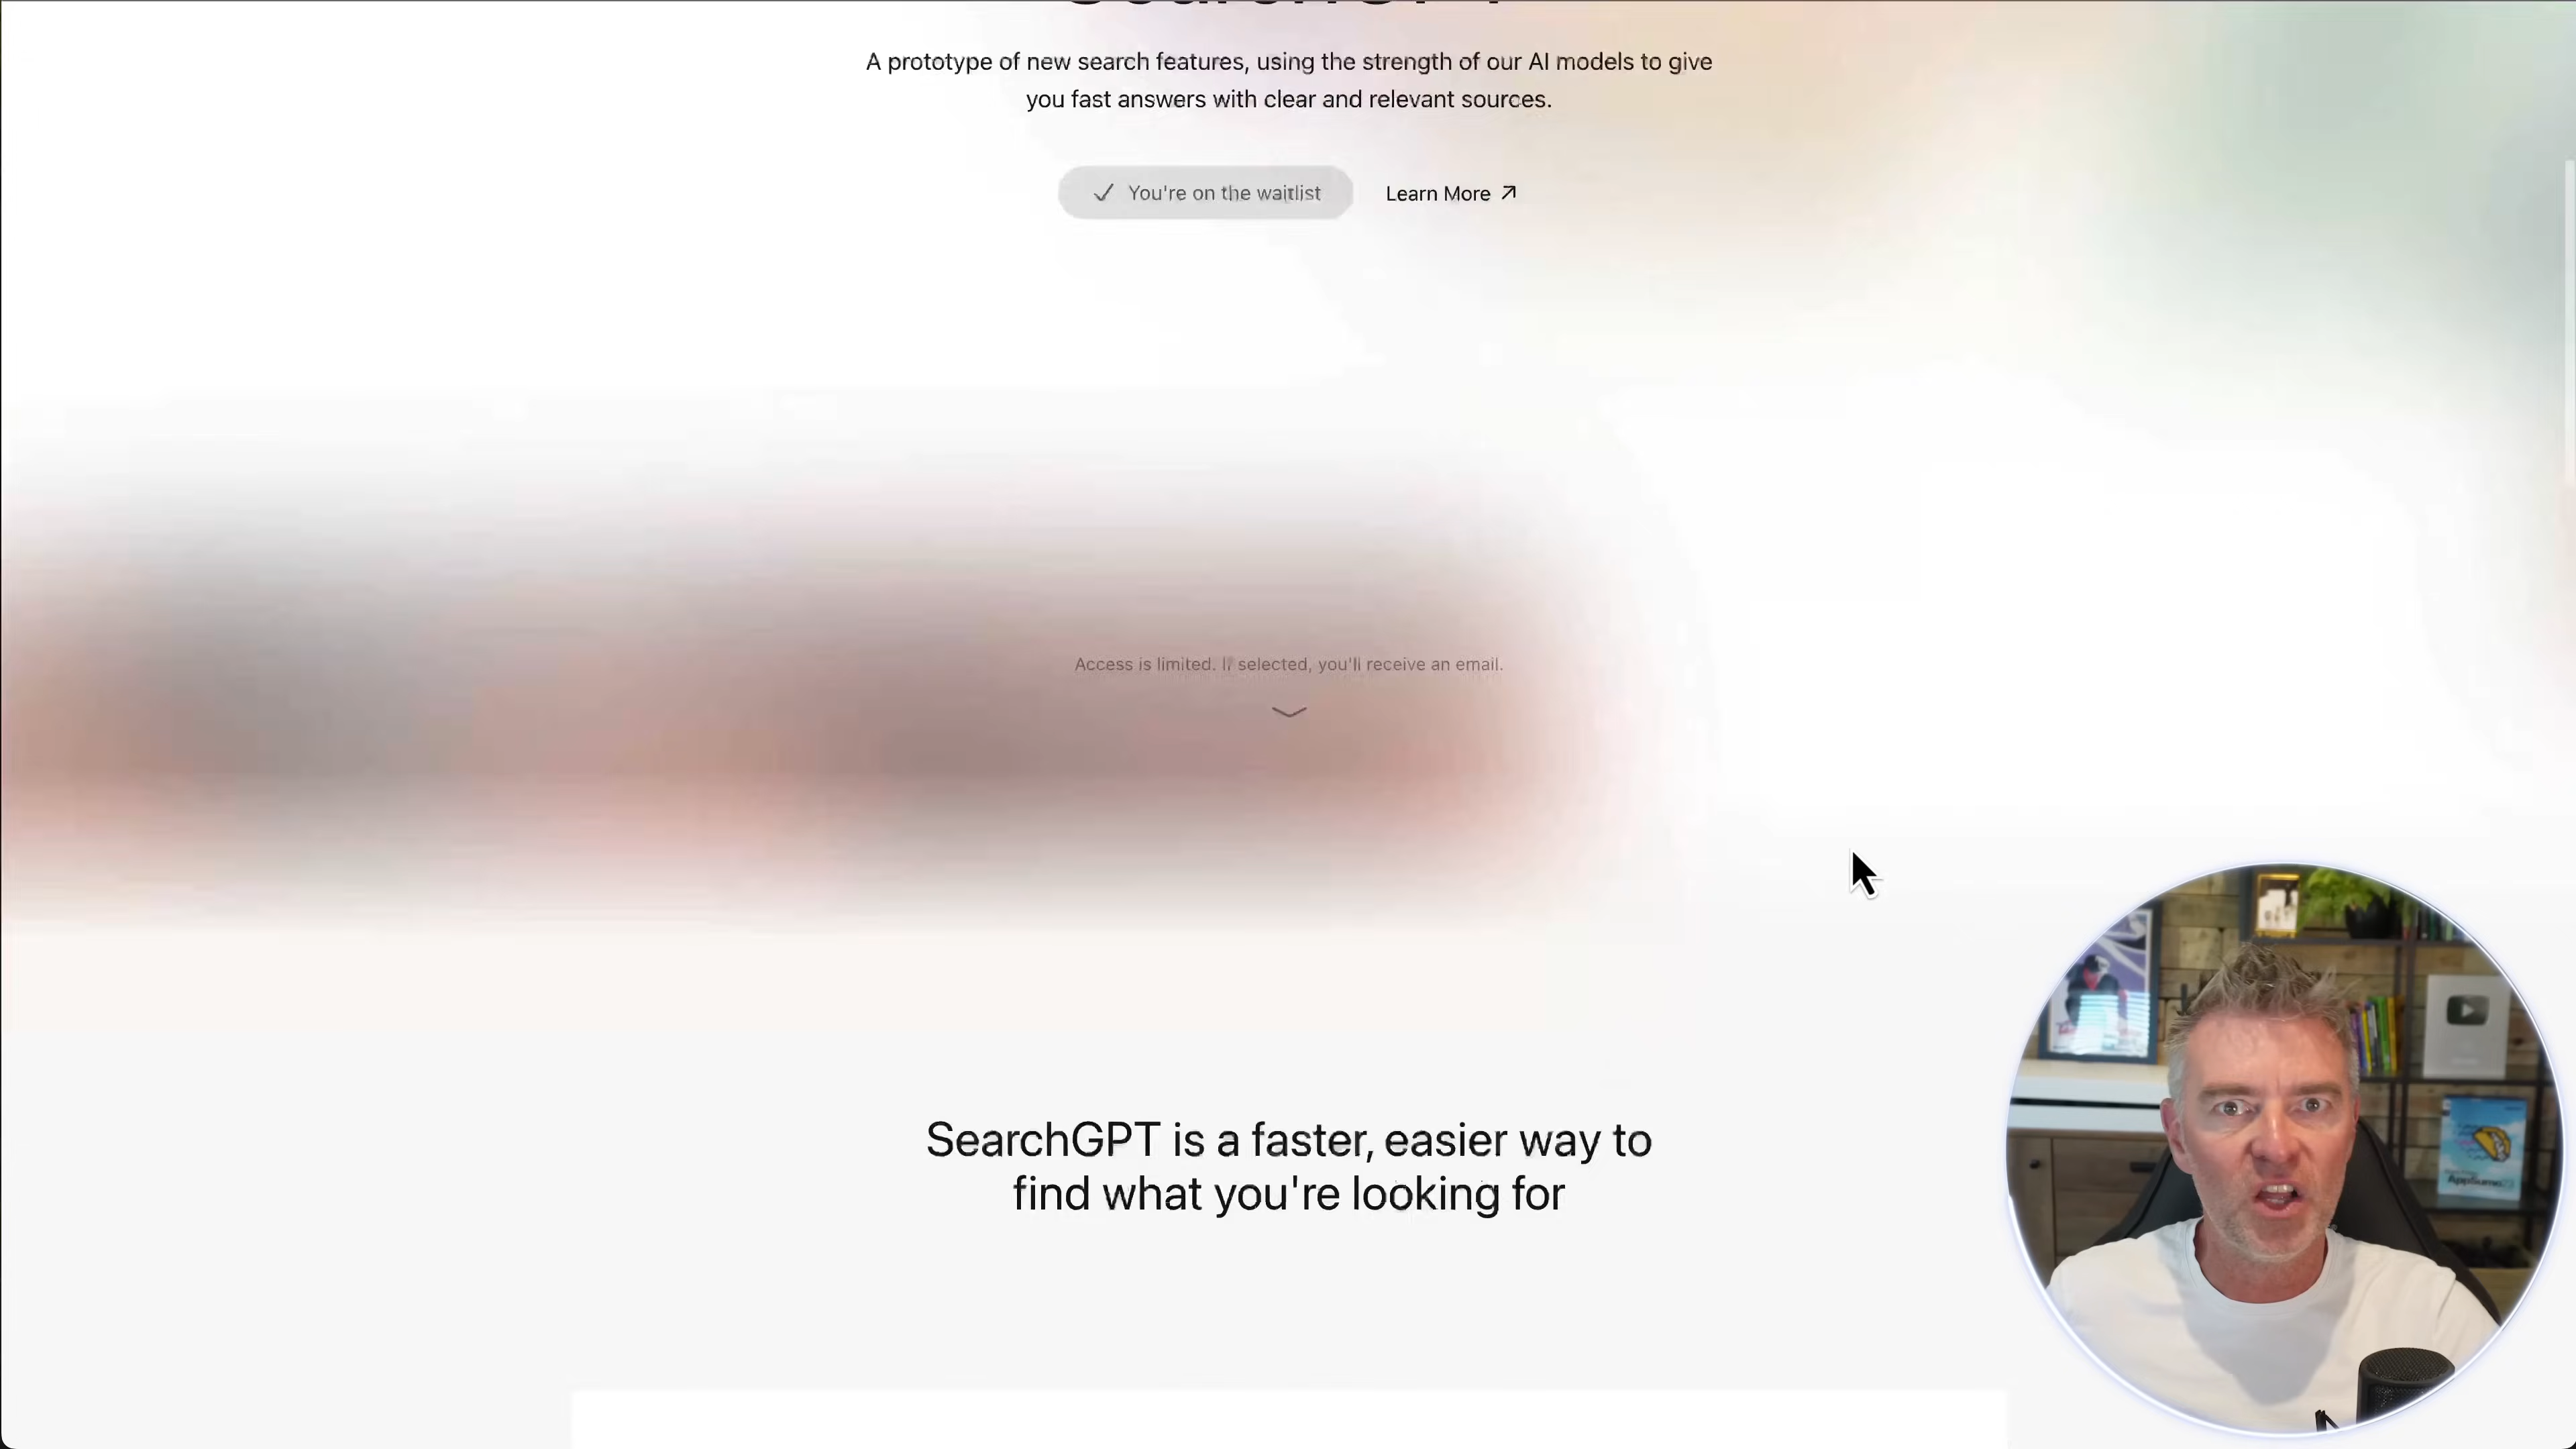 A prototype of new search features, using the strength of our AI models to give
you fast answers with clear and relevant sources.
You're on the waitlist
Learn More
Access is limited. If selected, you'll receive an email.
SearchGPT is a faster, easier way to
find what you're looking for
AppSumo